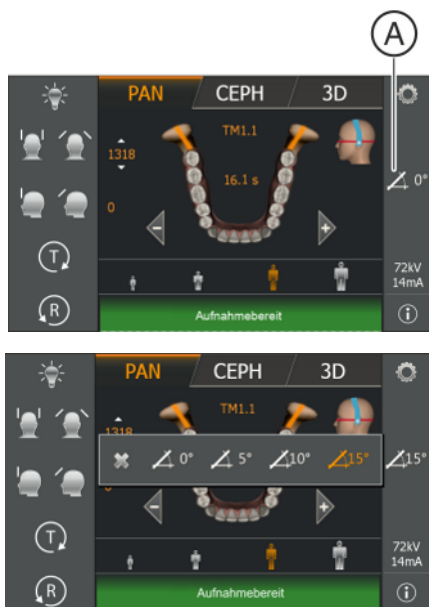 A
PAN CEPH 3D
TM1.1
1318
16.1 s
0°
0
- +
T
72kV
14mA
R
Aufnahmebereit
i
PAN CEPH 3D
TM1.1
1318
0° 5° 10° 15° 15°
- +
T
72kV
14mA
R
Aufnahmebereit
i